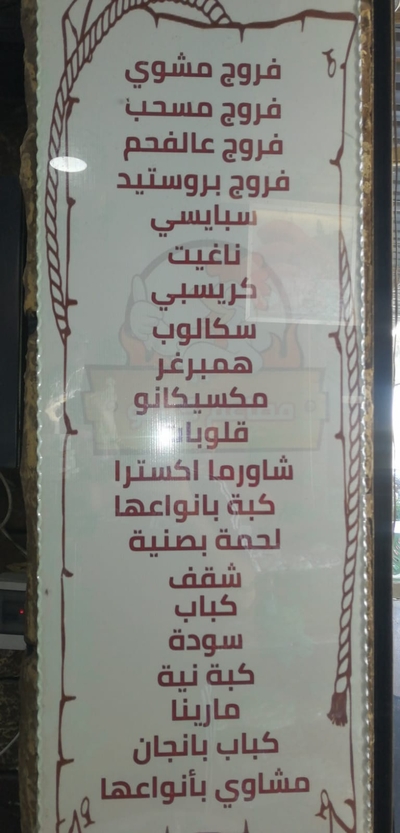 فروج مشوي
فروج مسحب
فروج عالفحم
فروج بروستيد
سبايسي
ناغيت
كريسبي
سكالوب
همبرغر
مكسيكانو
قلوبات
شاورما اكسترا
كبة بانواعها
لحمة بصنية
شقف
كباب
سودة
كبة نية
مارينا
كباب بانجان
مشاوي بأنواعها